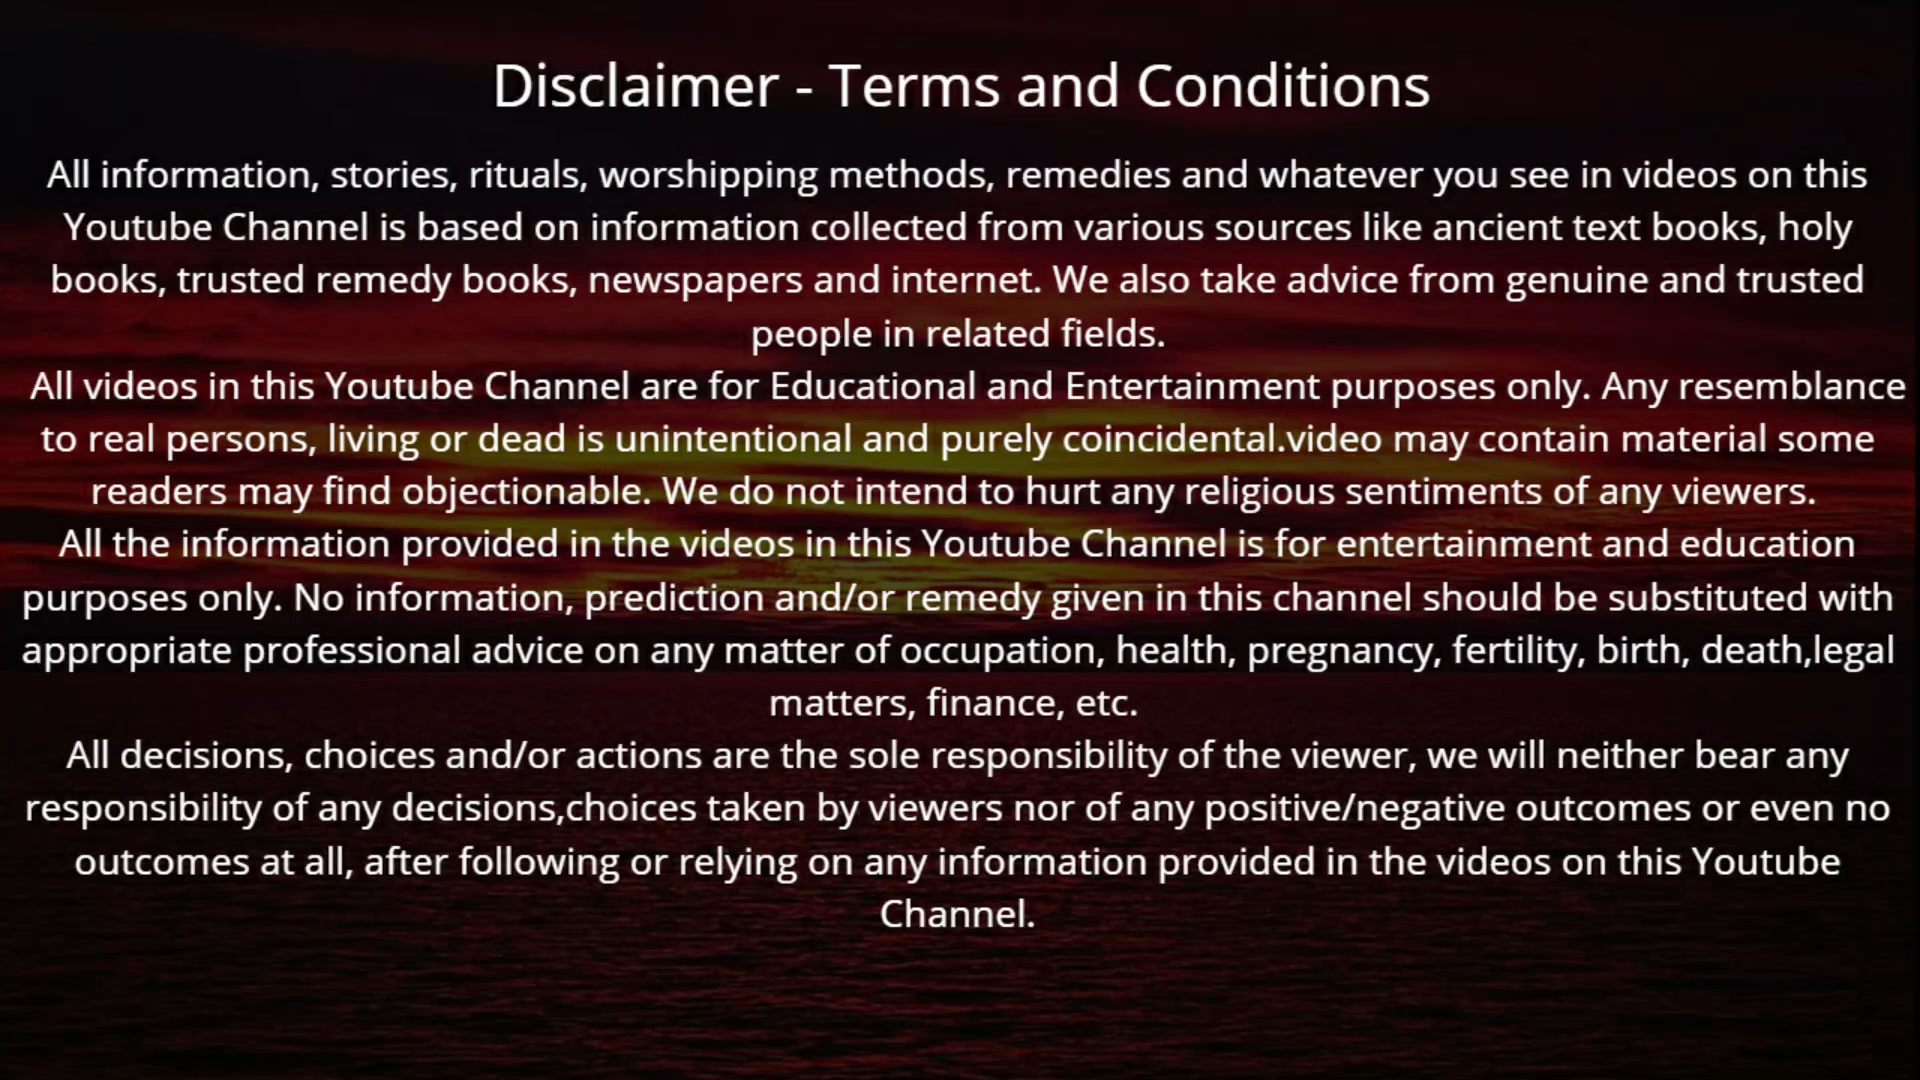 Disclaimer - Terms and Conditions
All information, stories, rituals, worshipping methods, remedies and whatever you see in videos on this
Youtube Channel is based on information collected from various sources like ancient text books, holy
books, trusted remedy books, newspapers and internet. We also take advice from genuine and trusted
people in related fields.
All videos in this Youtube Channel are for Educational and Entertainment purposes only. Any resemblance
to real persons, living or dead is unintentional and purely coincidental.video may contain material some
readers may find objectionable. We do not intend to hurt any religious sentiments of any viewers.
All the information provided in the videos in this Youtube Channel is for entertainment and education
purposes only. No information, prediction and/or remedy given in this channel should be substituted with
appropriate professional advice on any matter of occupation, health, pregnancy, fertility, birth, death,legal
matters, finance, etc.
All decisions, choices and/or actions are the sole responsibility of the viewer, we will neither bear any
responsibility of any decisions,choices taken by viewers nor of any positive/negative outcomes or even no
outcomes at all, after following or relying on any information provided in the videos on this Youtube
Channel.